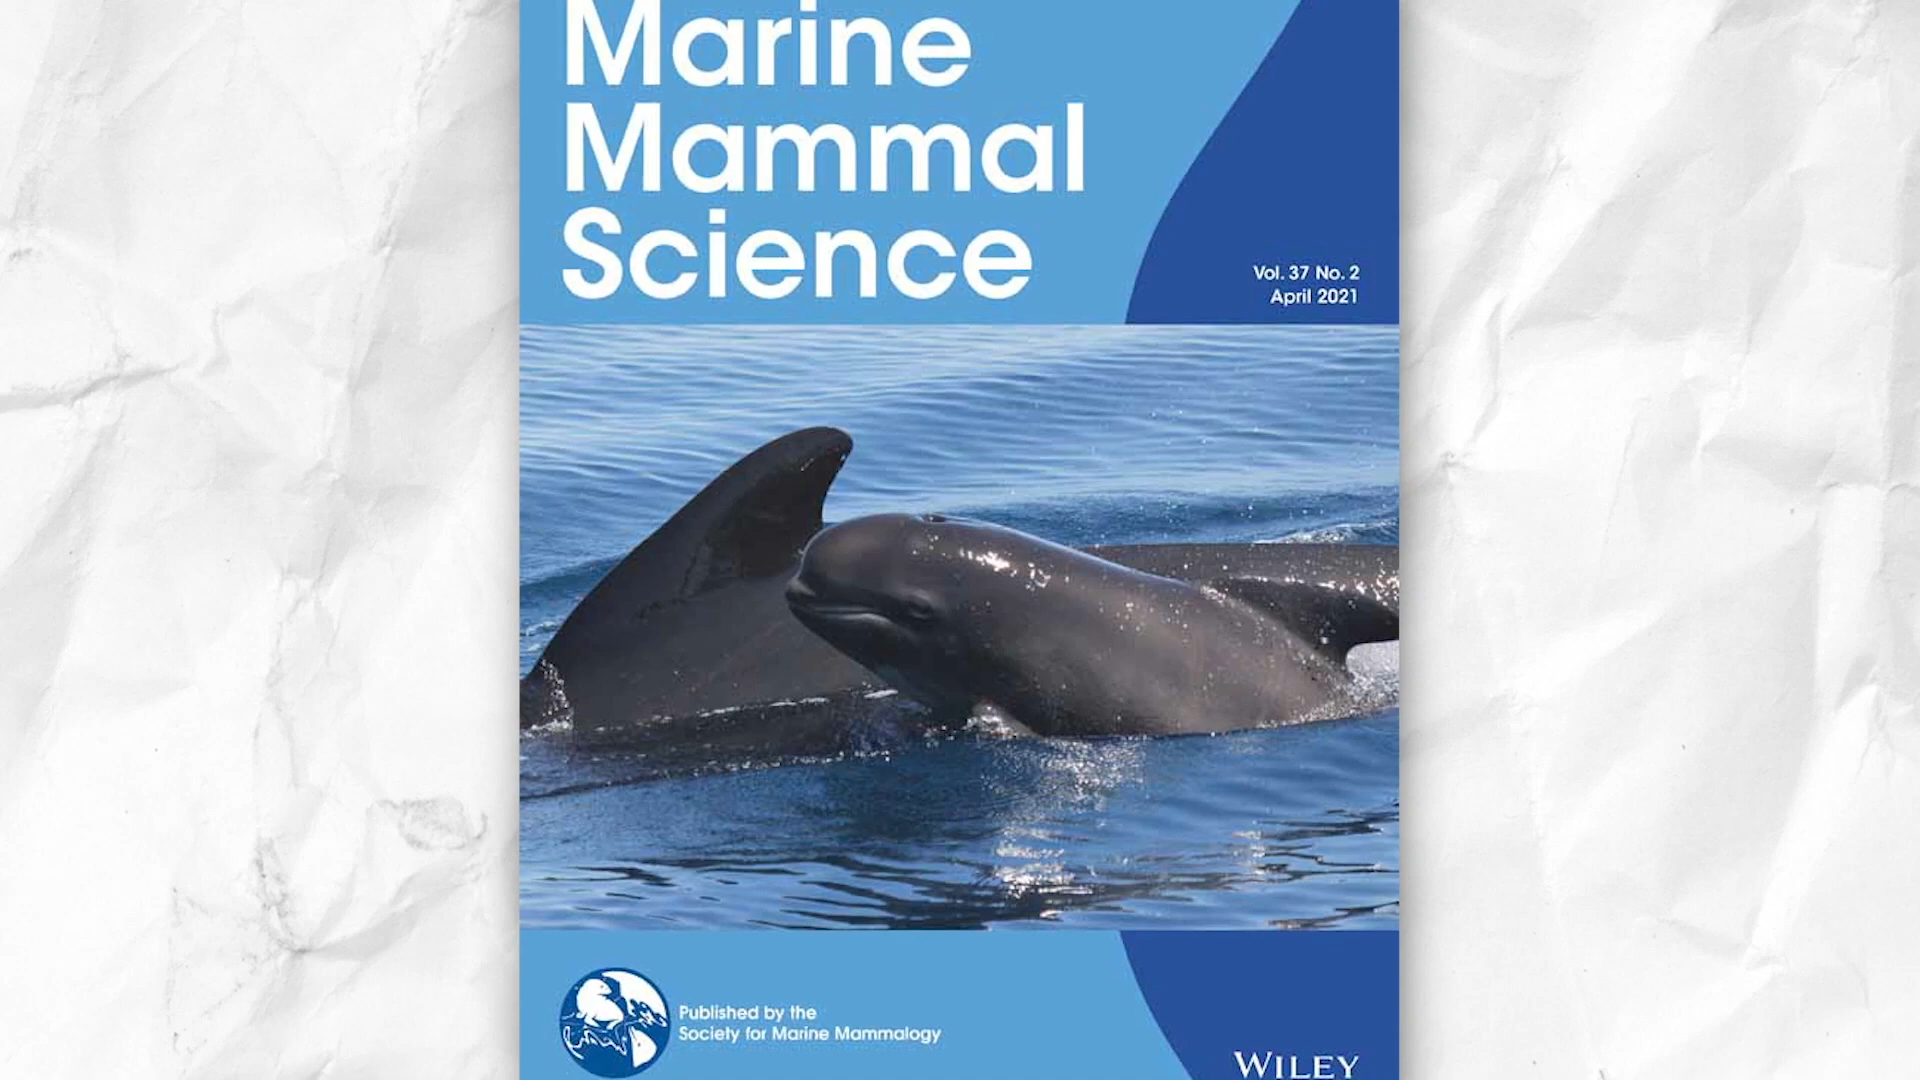 Marine
Mammal
Science
Vol. 37 No. 2
April 2021
Published by the
Society for Marine Mammalogy
WILEY